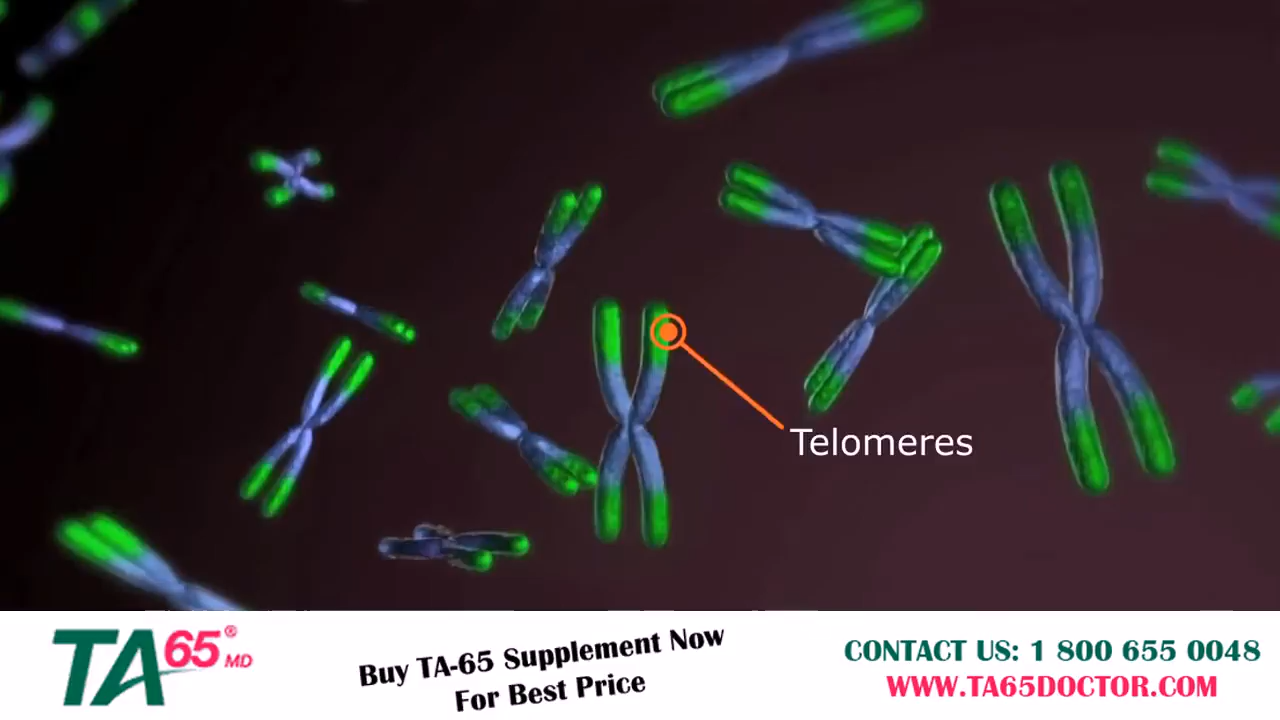 Telomeres
TA65® MD
Buy TA-65 Supplement Now
For Best Price
CONTACT US: 1 800 655 0048
WWW.TA65DOCTOR.COM